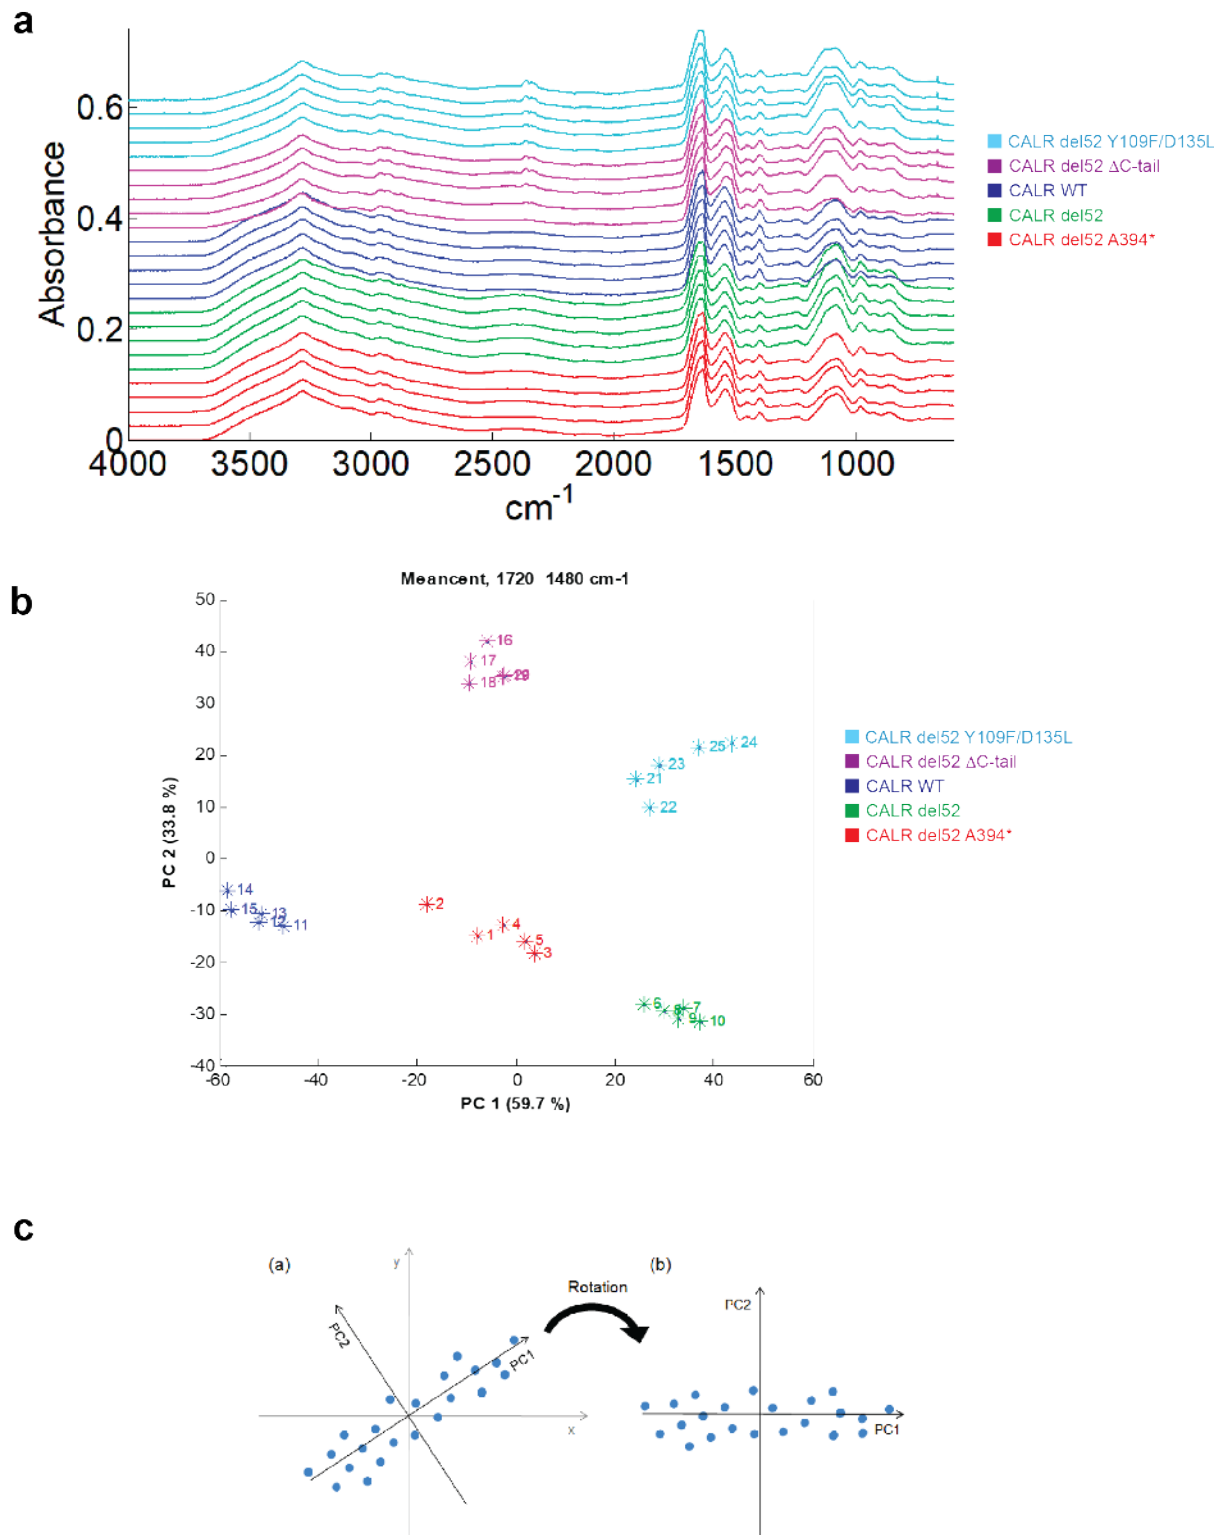 a
0.6
0.4
0.2
0
Absorbance
4000 3500 3000 2500 2000 1500 1000
cm-1
CALR del52 Y109F/D135L
CALR del52 ΔC-tail
CALR WT
CALR del52
CALR del52 A394*
b
Meancent, 1720 1480 cm-1
50
40
30
20
10
0
-10
-20
-30
-40
PC 2 (33.8 %)
16
17
18
25 24
23
21
22
14
15 13
12 11
2
4
1 5
3
6 7
8
9 10
-60 -40 -20 0 20 40 60
PC 1 (59.7 %)
CALR del52 Y109F/D135L
CALR del52 ΔC-tail
CALR WT
CALR del52
CALR del52 A394*
c
(a)
y
PC2
PC1
x
Rotation
(b)
PC2
PC1